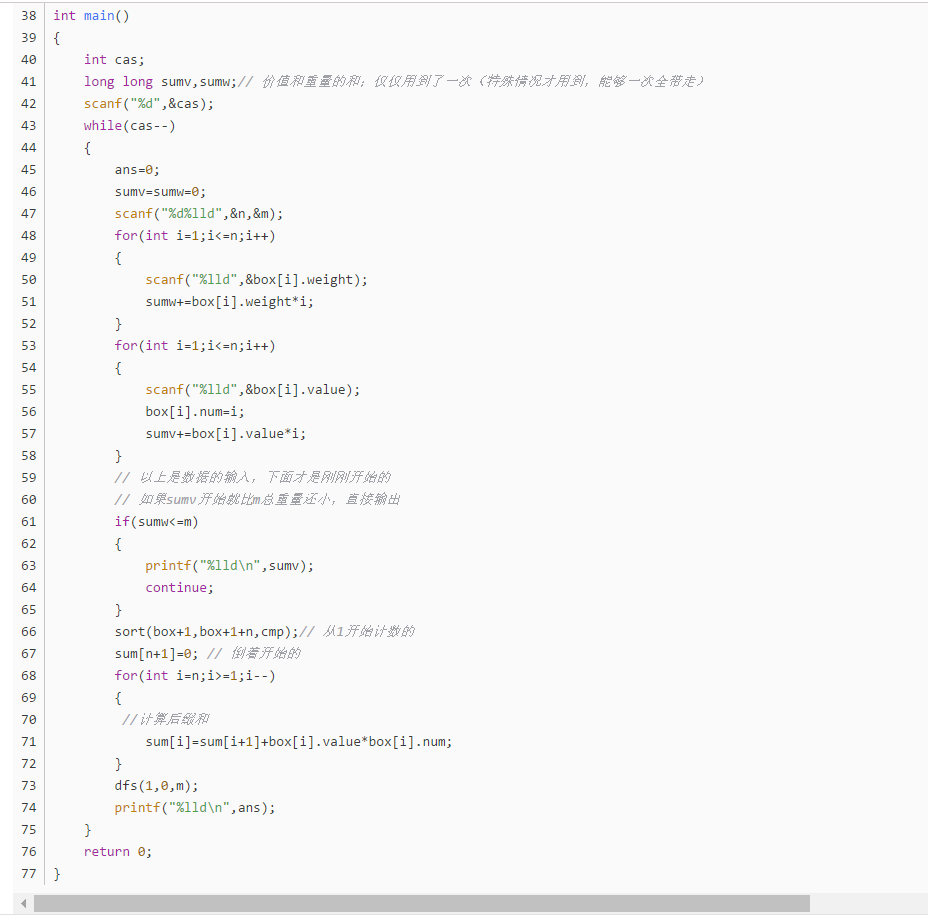 38 int main()
39 {
40     int cas;
41     long long sumv,sumw;// 价值和重量的和；仅仅用到了一次（特殊情况才用到，能够一次全带走）
42     scanf("%d",&cas);
43     while(cas--)
44     {
45         ans=0;
46         sumv=sumw=0;
47         scanf("%d%lld",&n,&m);
48         for(int i=1;i<=n;i++)
49         {
50             scanf("%lld",&box[i].weight);
51             sumw+=box[i].weight*i;
52         }
53         for(int i=1;i<=n;i++)
54         {
55             scanf("%lld",&box[i].value);
56             box[i].num=i;
57             sumv+=box[i].value*i;
58         }
59         // 以上是数据的输入，下面才是刚刚开始的
60         // 如果sumv开始就比m总重量还小，直接输出
61         if(sumw<=m)
62         {
63             printf("%lld\n",sumv);
64             continue;
65         }
66         sort(box+1,box+1+n,cmp);// 从1开始计数的
67         sum[n+1]=0; // 倒着开始的
68         for(int i=n;i>=1;i--)
69         {
70          //计算后缀和
71             sum[i]=sum[i+1]+box[i].value*box[i].num;
72         }
73         dfs(1,0,m);
74         printf("%lld\n",ans);
75     }
76     return 0;
77 }